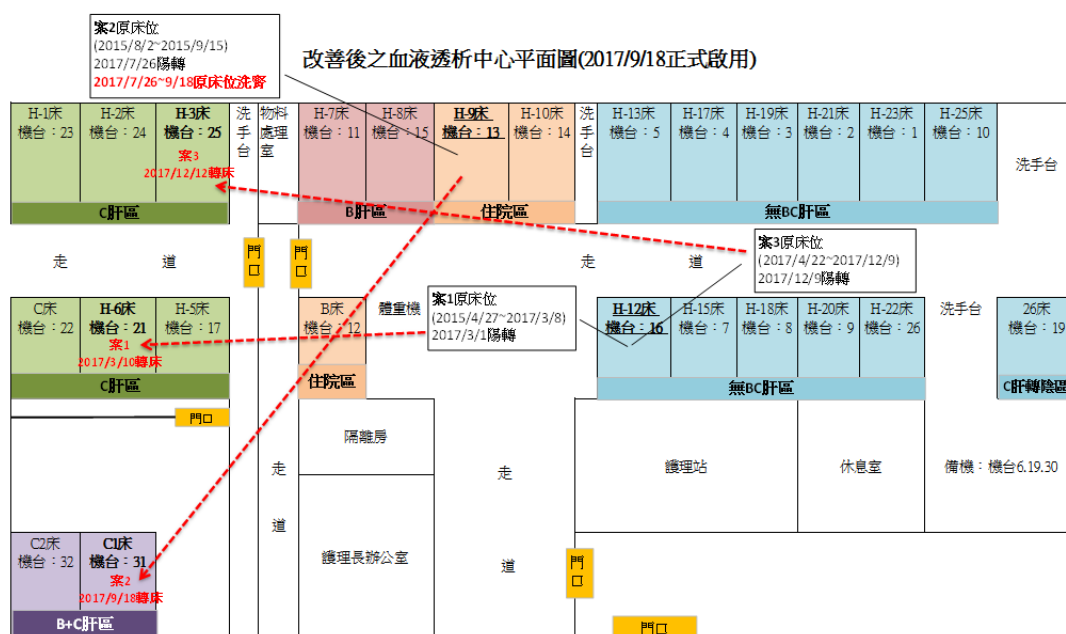 案2原床位
(2015/8/2~2015/9/15)
2017/7/26陽轉
2017/7/26~9/18原床位洗腎
改善後之血液透析中心平面圖(2017/9/18正式啟用)
H-1床
機台：23
H-2床
機台：24
H-3床
機台：25
案3
2017/12/12轉床
C肝區
洗手台
物料處理室
H-7床
機台：11
H-8床
機台：15
B肝區
H-9床
機台：13
H-10床
機台：14
住院區
洗手台
H-13床
機台：5
H-17床
機台：4
H-19床
機台：3
H-21床
機台：2
H-23床
機台：1
H-25床
機台：10
無BC肝區
洗手台
走道
門口
門口
走道
案3原床位
(2017/4/22~2017/12/9)
2017/12/9陽轉
案1原床位
(2015/4/27~2017/3/8)
2017/3/1陽轉
C床
機台：22
H-6床
機台：21
案1
2017/3/10轉床
H-5床
機台：17
C肝區
B床
機台：12
住院區
體重機
H-12床
機台：16
H-15床
機台：7
H-18床
機台：8
H-20床
機台：9
H-22床
機台：26
無BC肝區
洗手台
26床
機台：19
C肝轉陰區
門口
隔離房
走道
護理長辦公室
走道
護理站
休息室
備機：機台6.19.30
C2床
機台：32
C1床
機台：31
案2
2017/9/18轉床
B+C肝區
門口
門口